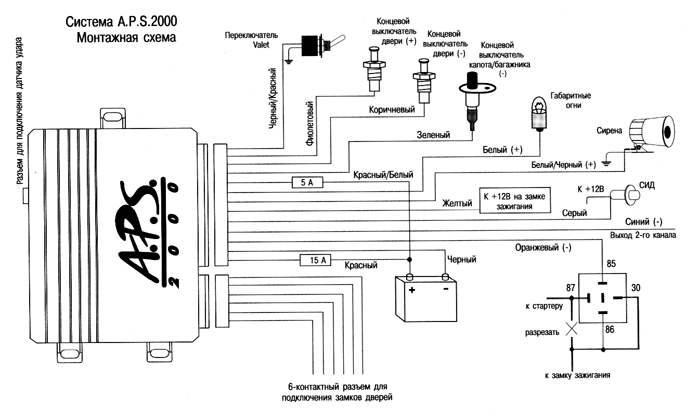 Система A.P.S.2000
Монтажная схема
Переключатель
Valet
Концевой
выключатель
двери (+)
Концевой
выключатель
двери (-)
Концевой
выключатель
капота/багажника
(-)
Габаритные
огни
Сирена
Разъем для подключения датчика удара
Черный/Красный
Фиолетовый
Коричневый
Зеленый
Белый (+)
Белый/Черный (+)
Красный/Белый
5 А
Желтый
К +12В на замке
зажигания
К +12В
СИД
Серый
Синий (-)
Выход 2-го канала
Оранжевый (-)
15 А
Красный
Черный
+ -
A.P.S.
2000
85
87
30
86
к стартеру
разрезать
к замку зажигания
6-контактный разъем для
подключения замков дверей